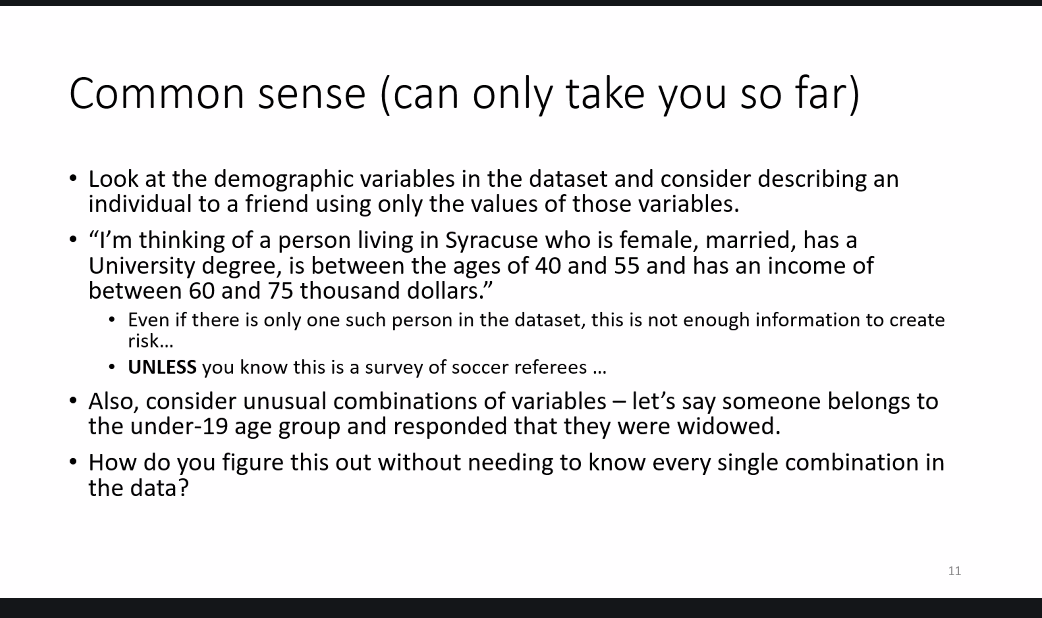 Common sense (can only take you so far)
• Look at the demographic variables in the dataset and consider describing an
individual to a friend using only the values of those variables.
• “I’m thinking of a person living in Syracuse who is female, married, has a
University degree, is between the ages of 40 and 55 and has an income of
between 60 and 75 thousand dollars.”
• Even if there is only one such person in the dataset, this is not enough information to create
risk…
• UNLESS you know this is a survey of soccer referees …
• Also, consider unusual combinations of variables – let’s say someone belongs to
the under-19 age group and responded that they were widowed.
• How do you figure this out without needing to know every single combination in
the data?
11